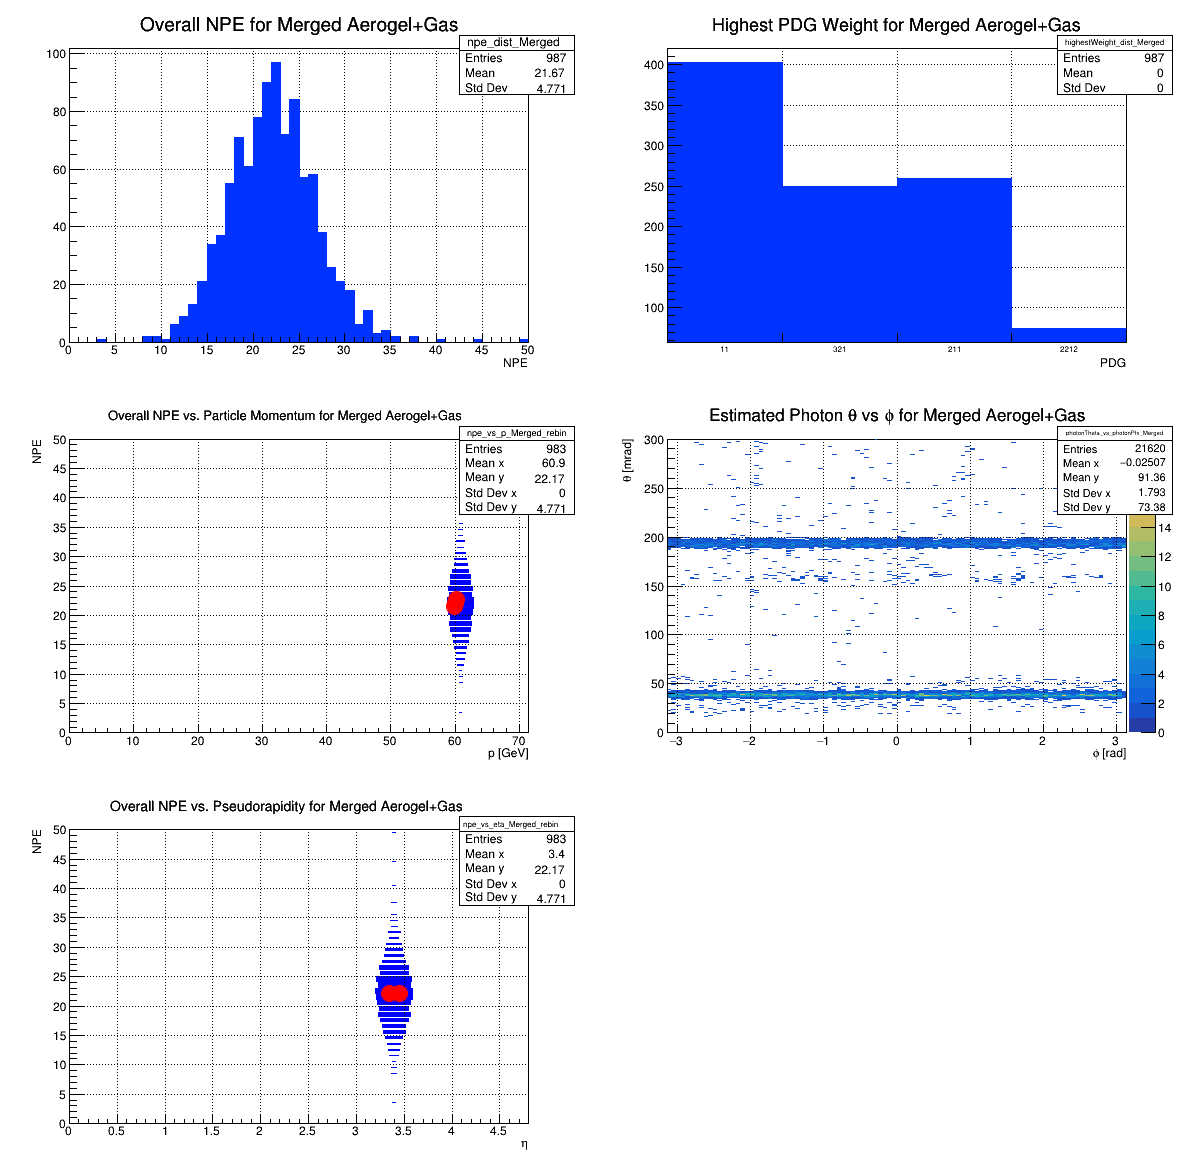 Overall NPE for Merged Aerogel+Gas
npe_dist_Merged
Entries 987
Mean 21.67
Std Dev 4.771
100
80
60
40
20
0
0 5 10 15 20 25 30 35 40 45 50
NPE
Highest PDG Weight for Merged Aerogel+Gas
highestWeight_dist_Merged
Entries 987
Mean 0
Std Dev 0
400
350
300
250
200
150
100
11 321 211 2212
PDG
Overall NPE vs. Particle Momentum for Merged Aerogel+Gas
npe_vs_p_Merged_rebin
Entries 983
Mean x 60.9
Mean y 22.17
Std Dev x 0
Std Dev y 4.771
NPE
50
45
40
35
30
25
20
15
10
5
0
0 10 20 30 40 50 60 70
p [GeV]
Estimated Photon θ vs ϕ for Merged Aerogel+Gas
photonTheta_vs_photonPhi_Merged
Entries 21620
Mean x −0.02507
Mean y 91.36
Std Dev x 1.793
Std Dev y 73.38
θ [mrad]
300
250
200
150
100
50
0
−3 −2 −1 0 1 2 3
ϕ [rad]
14
12
10
8
6
4
2
0
Overall NPE vs. Pseudorapidity for Merged Aerogel+Gas
npe_vs_eta_Merged_rebin
Entries 983
Mean x 3.4
Mean y 22.17
Std Dev x 0
Std Dev y 4.771
NPE
50
45
40
35
30
25
20
15
10
5
0
0 0.5 1 1.5 2 2.5 3 3.5 4 4.5
η